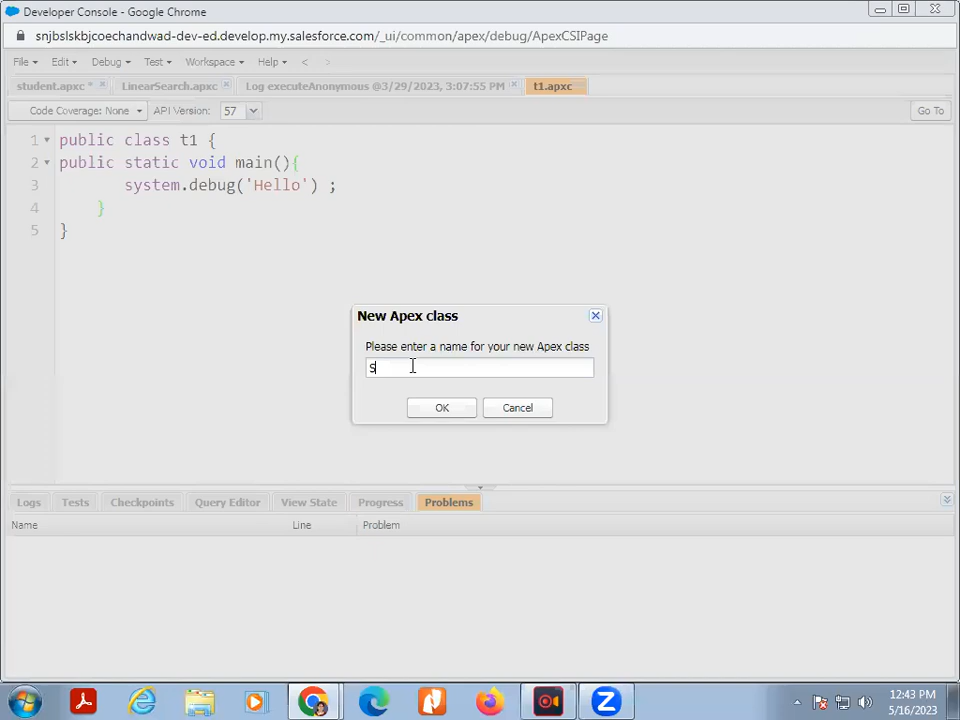 Developer Console - Google Chrome
snjbslskbjcoechandwad-dev-ed.develop.my.salesforce.com/_ui/common/apex/debug/ApexCSIPage
File Edit Debug Test Workspace Help < >
student.apxc * LinearSearch.apxc Log executeAnonymous @3/29/2023, 3:07:55 PM t1.apxc
Code Coverage: None API Version: 57 Go To
1 public class t1 {
2 public static void main(){
3 system.debug('Hello') ;
4 }
5 }
New Apex class
Please enter a name for your new Apex class
S
OK Cancel
Logs Tests Checkpoints Query Editor View State Progress Problems
Name Line Problem
12:43 PM
5/16/2023